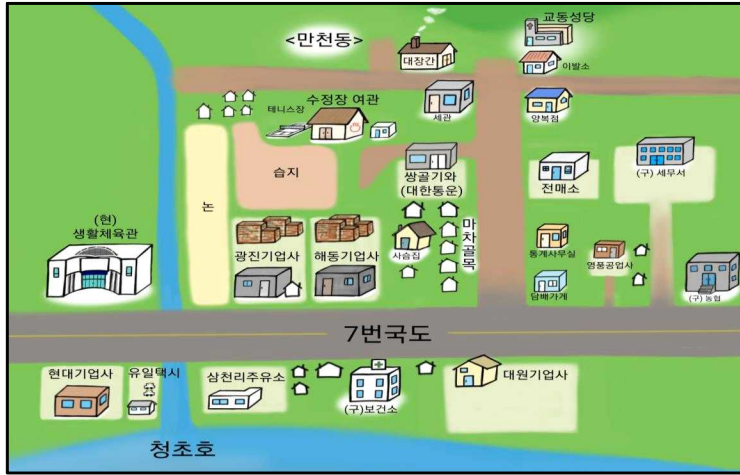 교동성당
<만천동>
대장간
이발소
수정장 여관
테니스장
세관
양복점
쌍골기와
(대한통운)
습지
논
전매소
(구) 세무서
(현)
생활체육관
광진기업사
해동기업사
사슴집
마차골목
통계사무실
영풍공업사
담배가게
(구) 농협
7번국도
현대기업사
유일택시
삼천리주유소
(구)보건소
대원기업사
청초호